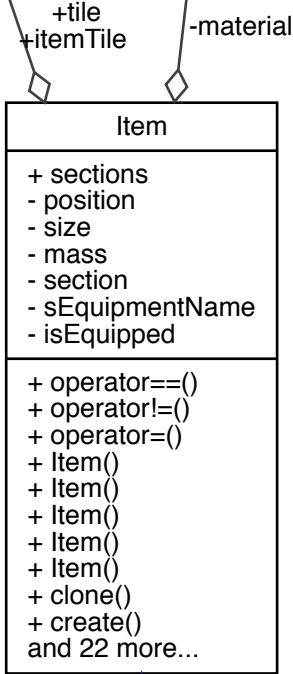 +tile
+itemTile
-material
Item
+ sections
- position
- size
- mass
- section
- sEquipmentName
- isEquipped
+ operator==()
+ operator!=()
+ operator=()
+ Item()
+ Item()
+ Item()
+ Item()
+ Item()
+ clone()
+ create()
and 22 more...